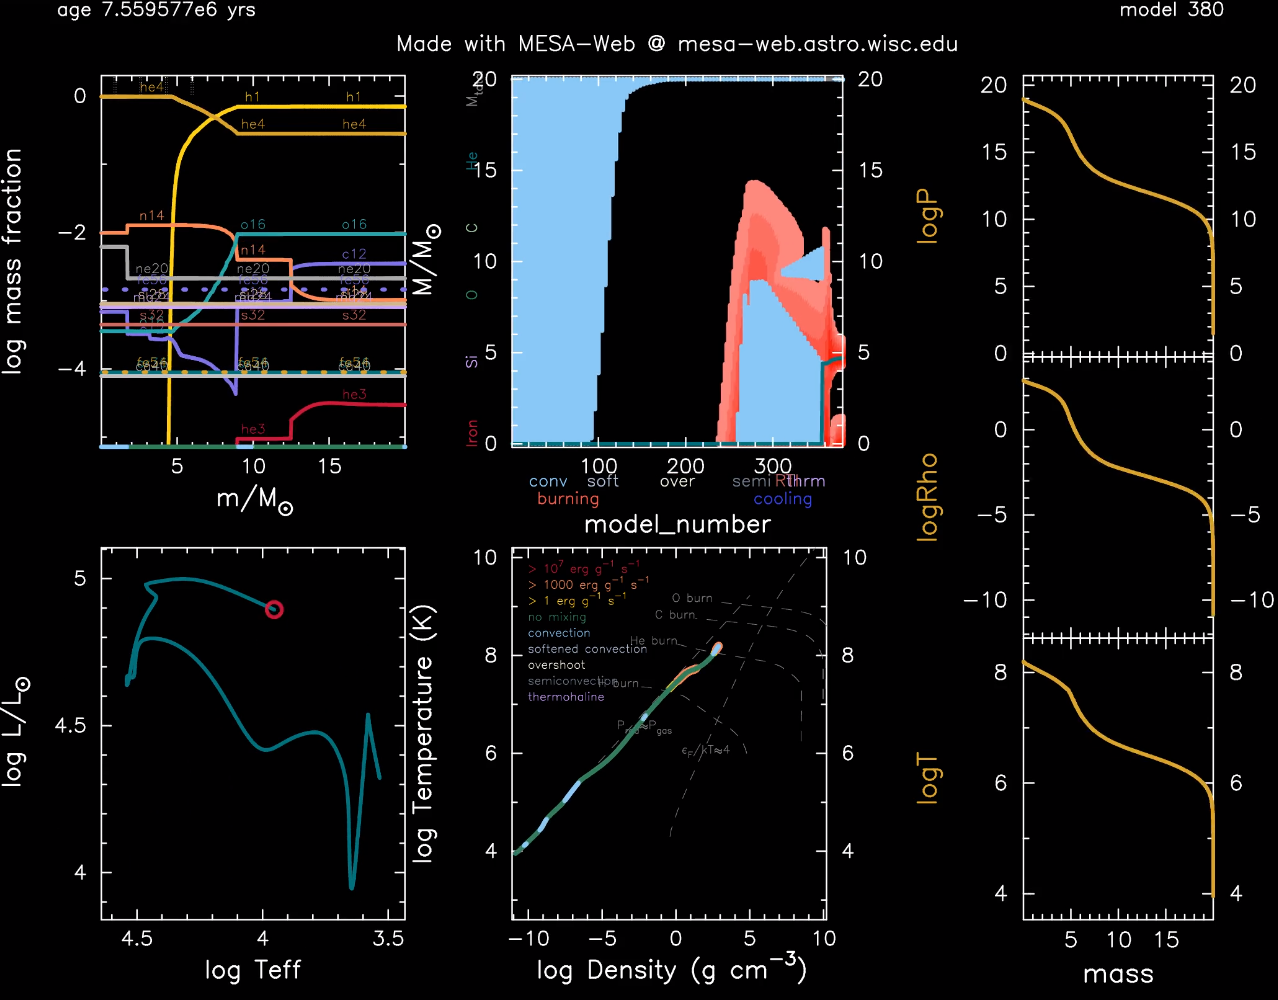 age 7.559577e6 yrs
model 380
Made with MESA-Web @ mesa-web.astro.wisc.edu
log mass fraction
0
−2
−4
he4
h1
h1
he4
he4
n14
o16
o16
n14
c12
ne20
ne20
ne20
s32
s32
s32
fe54
fe54
fe54
he3
he3
5
10
15
m/M☉
M/M☉
He
C
O
Si
Iron
20
15
10
5
0
20
15
10
5
0
100
200
300
conv
soft
over
semi
thrm
burning
cooling
model_number
logP
20
15
10
5
0
20
15
10
5
0
logRho
0
−5
−10
0
−5
−10
logT
8
6
4
8
6
4
5
10
15
mass
log L/L☉
5
4.5
4
4.5
4
3.5
log Teff
log Temperature (K)
10
8
6
4
10
8
6
4
> 10⁷ erg g⁻¹ s⁻¹
> 1000 erg g⁻¹ s⁻¹
> 1 erg g⁻¹ s⁻¹
no mixing
convection
softened convection
overshoot
semiconvection
thermohaline
O burn
C burn
He burn
burn
−10
−5
0
5
10
log Density (g cm⁻³)